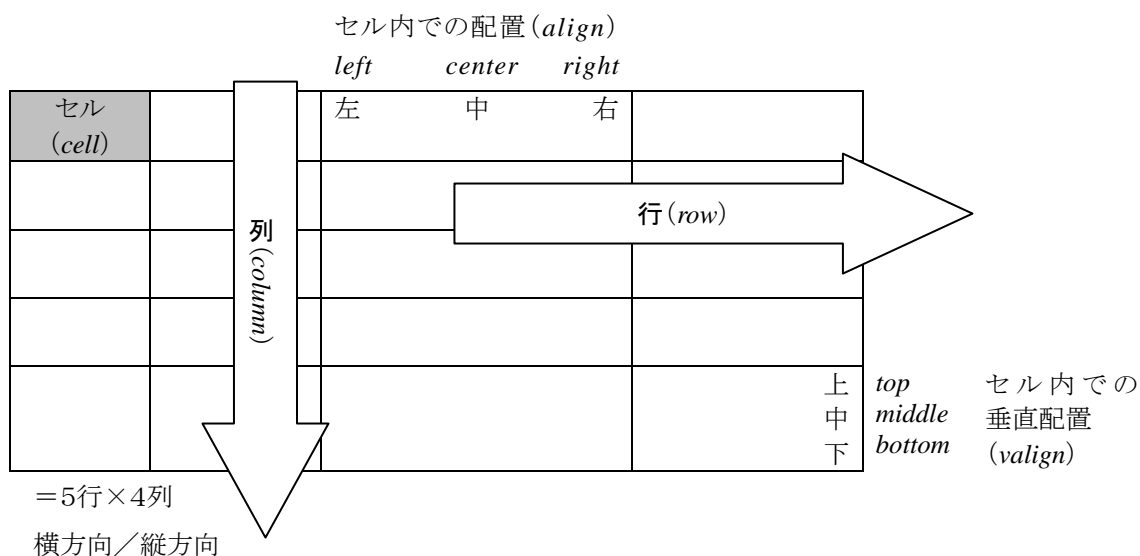 セル内での配置(align)
left center right
セル
(cell)
左 中 右
行(row)
列(column)
上 top
中 middle
下 bottom
セル内での
垂直配置
(valign)
＝5行×4列
横方向／縦方向